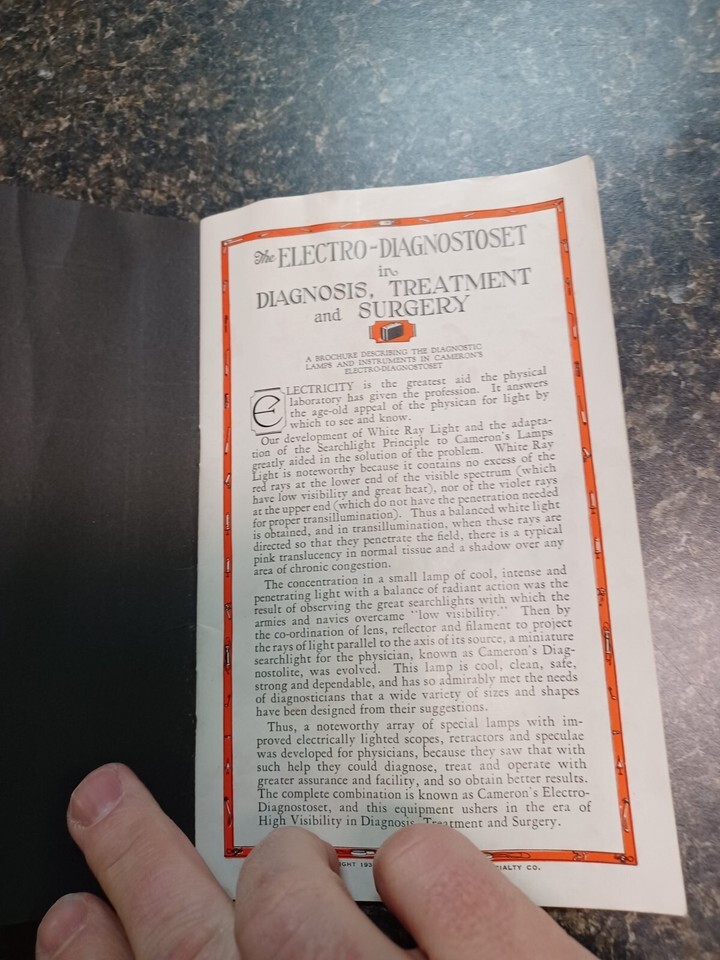 The ELECTRO-DIAGNOSTOSET
in
DIAGNOSIS, TREATMENT
and SURGERY
A BROCHURE DESCRIBING THE DIAGNOSTIC
LAMPS AND INSTRUMENTS IN CAMERON'S
ELECTRO-DIAGNOSTOSET
ELECTRICITY is the greatest aid the physical
laboratory has given the profession. It answers
the age-old appeal of the physican for light by
which to see and know.
Our development of White Ray Light and the adapta-
tion of the Searchlight Principle to Cameron's Lamps
greatly aided in the solution of the problem. White Ray
Light is noteworthy because it contains no excess of the
red rays at the lower end of the visible spectrum (which
have low visibility and great heat), nor of the violet rays
at the upper end (which do not have the penetration needed
for proper transillumination). Thus a balanced white light
is obtained, and in transillumination, when these rays are
directed so that they penetrate the field, there is a typical
pink translucency in normal tissue and a shadow over any
area of chronic congestion.
The concentration in a small lamp of cool, intense and
penetrating light with a balance of radiant action was the
result of observing the great searchlights with which the
armies and navies overcame "low visibility." Then by
the co-ordination of lens, reflector and filament to project
the rays of light parallel to the axis of its source, a miniature
searchlight for the physician, known as Cameron's Diag-
nostolite, was evolved. This lamp is cool, clean, safe,
strong and dependable, and has so admirably met the needs
of diagnosticians that a wide variety of sizes and shapes
have been designed from their suggestions.
Thus, a noteworthy array of special lamps with im-
proved electrically lighted scopes, retractors and speculae
was developed for physicians, because they saw that with
such help they could diagnose, treat and operate with
greater assurance and facility, and so obtain better results.
The complete combination is known as Cameron's Electro-
Diagnostoset, and this equipment ushers in the era of
High Visibility in Diagnosis, Treatment and Surgery.
CO.